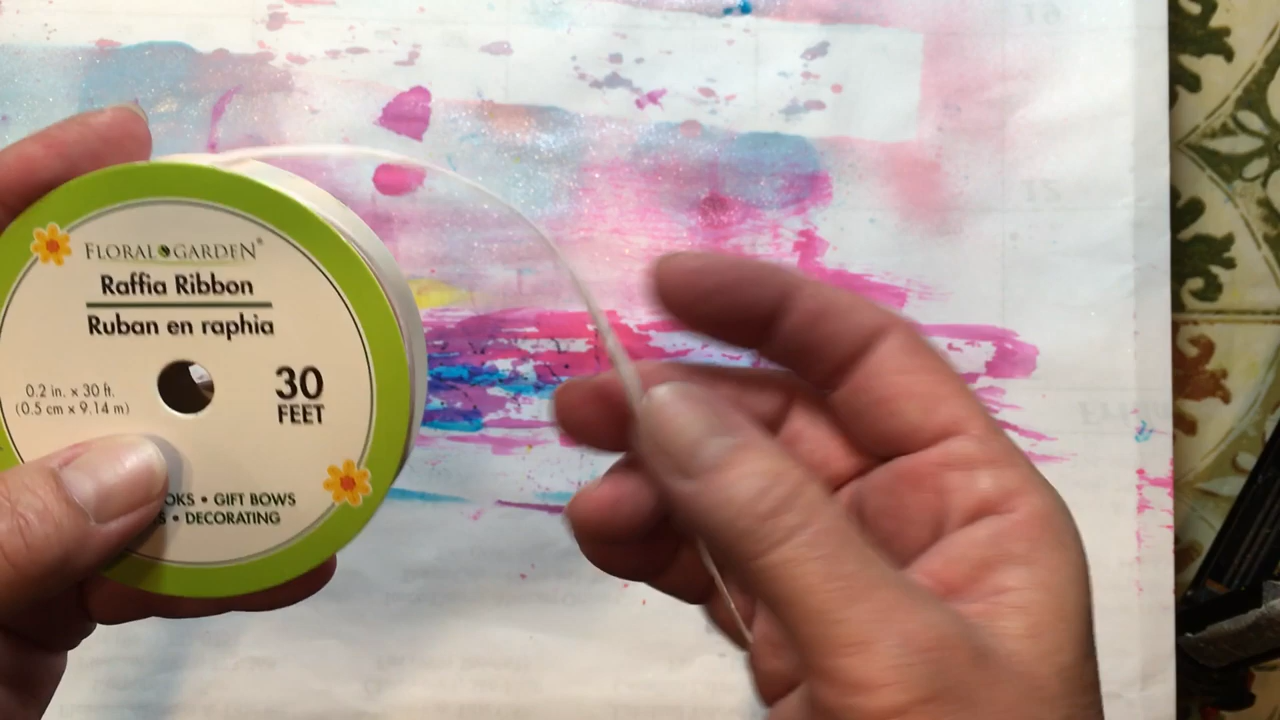 FLORAL GARDEN®
Raffia Ribbon
Ruban en raphia
0.2 in. x 30 ft.
(0.5 cm x 9.14 m)
30
FEET
• GIFT BOWS
• DECORATING